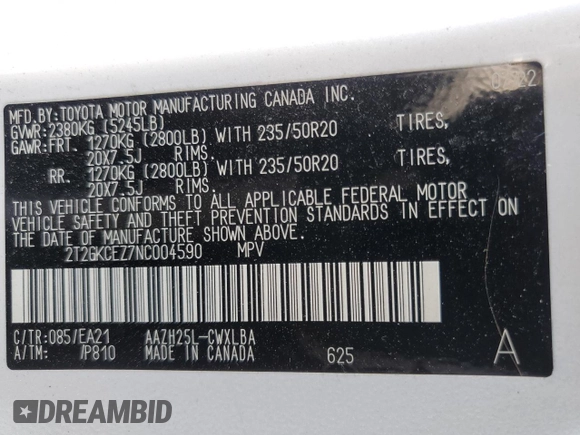 MFD.BY:TOYOTA MOTOR MANUFACTURING CANADA INC.
GVWR:2380KG (5245LB)
GAWR:FRT. 1270KG (2800LB) WITH 235/50R20 TIRES,
20X7.5J RIMS.
RR. 1270KG (2800LB) WITH 235/50R20 TIRES,
20X7.5J RIMS.
THIS VEHICLE CONFORMS TO ALL APPLICABLE FEDERAL MOTOR
VEHICLE SAFETY AND THEFT PREVENTION STANDARDS IN EFFECT ON
THE DATE OF MANUFACTURE SHOWN ABOVE.
2T2GKCEZ7NC004590 MPV
C/TR:085/EA21 AAZH25L-CWXLBA
A/TM: /P810 MADE IN CANADA 625 A
DREAMBID